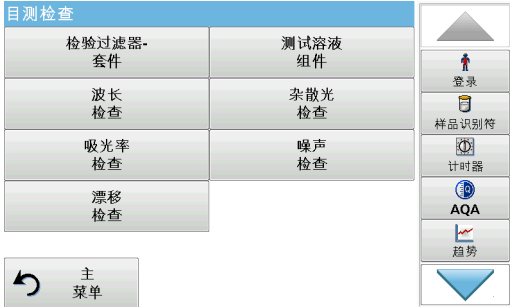 目测检查
检验过滤器-
套件
测试溶液
组件
波长
检查
杂散光
检查
吸光率
检查
噪声
检查
漂移
检查
主
菜单
登录
样品识别符
计时器
AQA
趋势